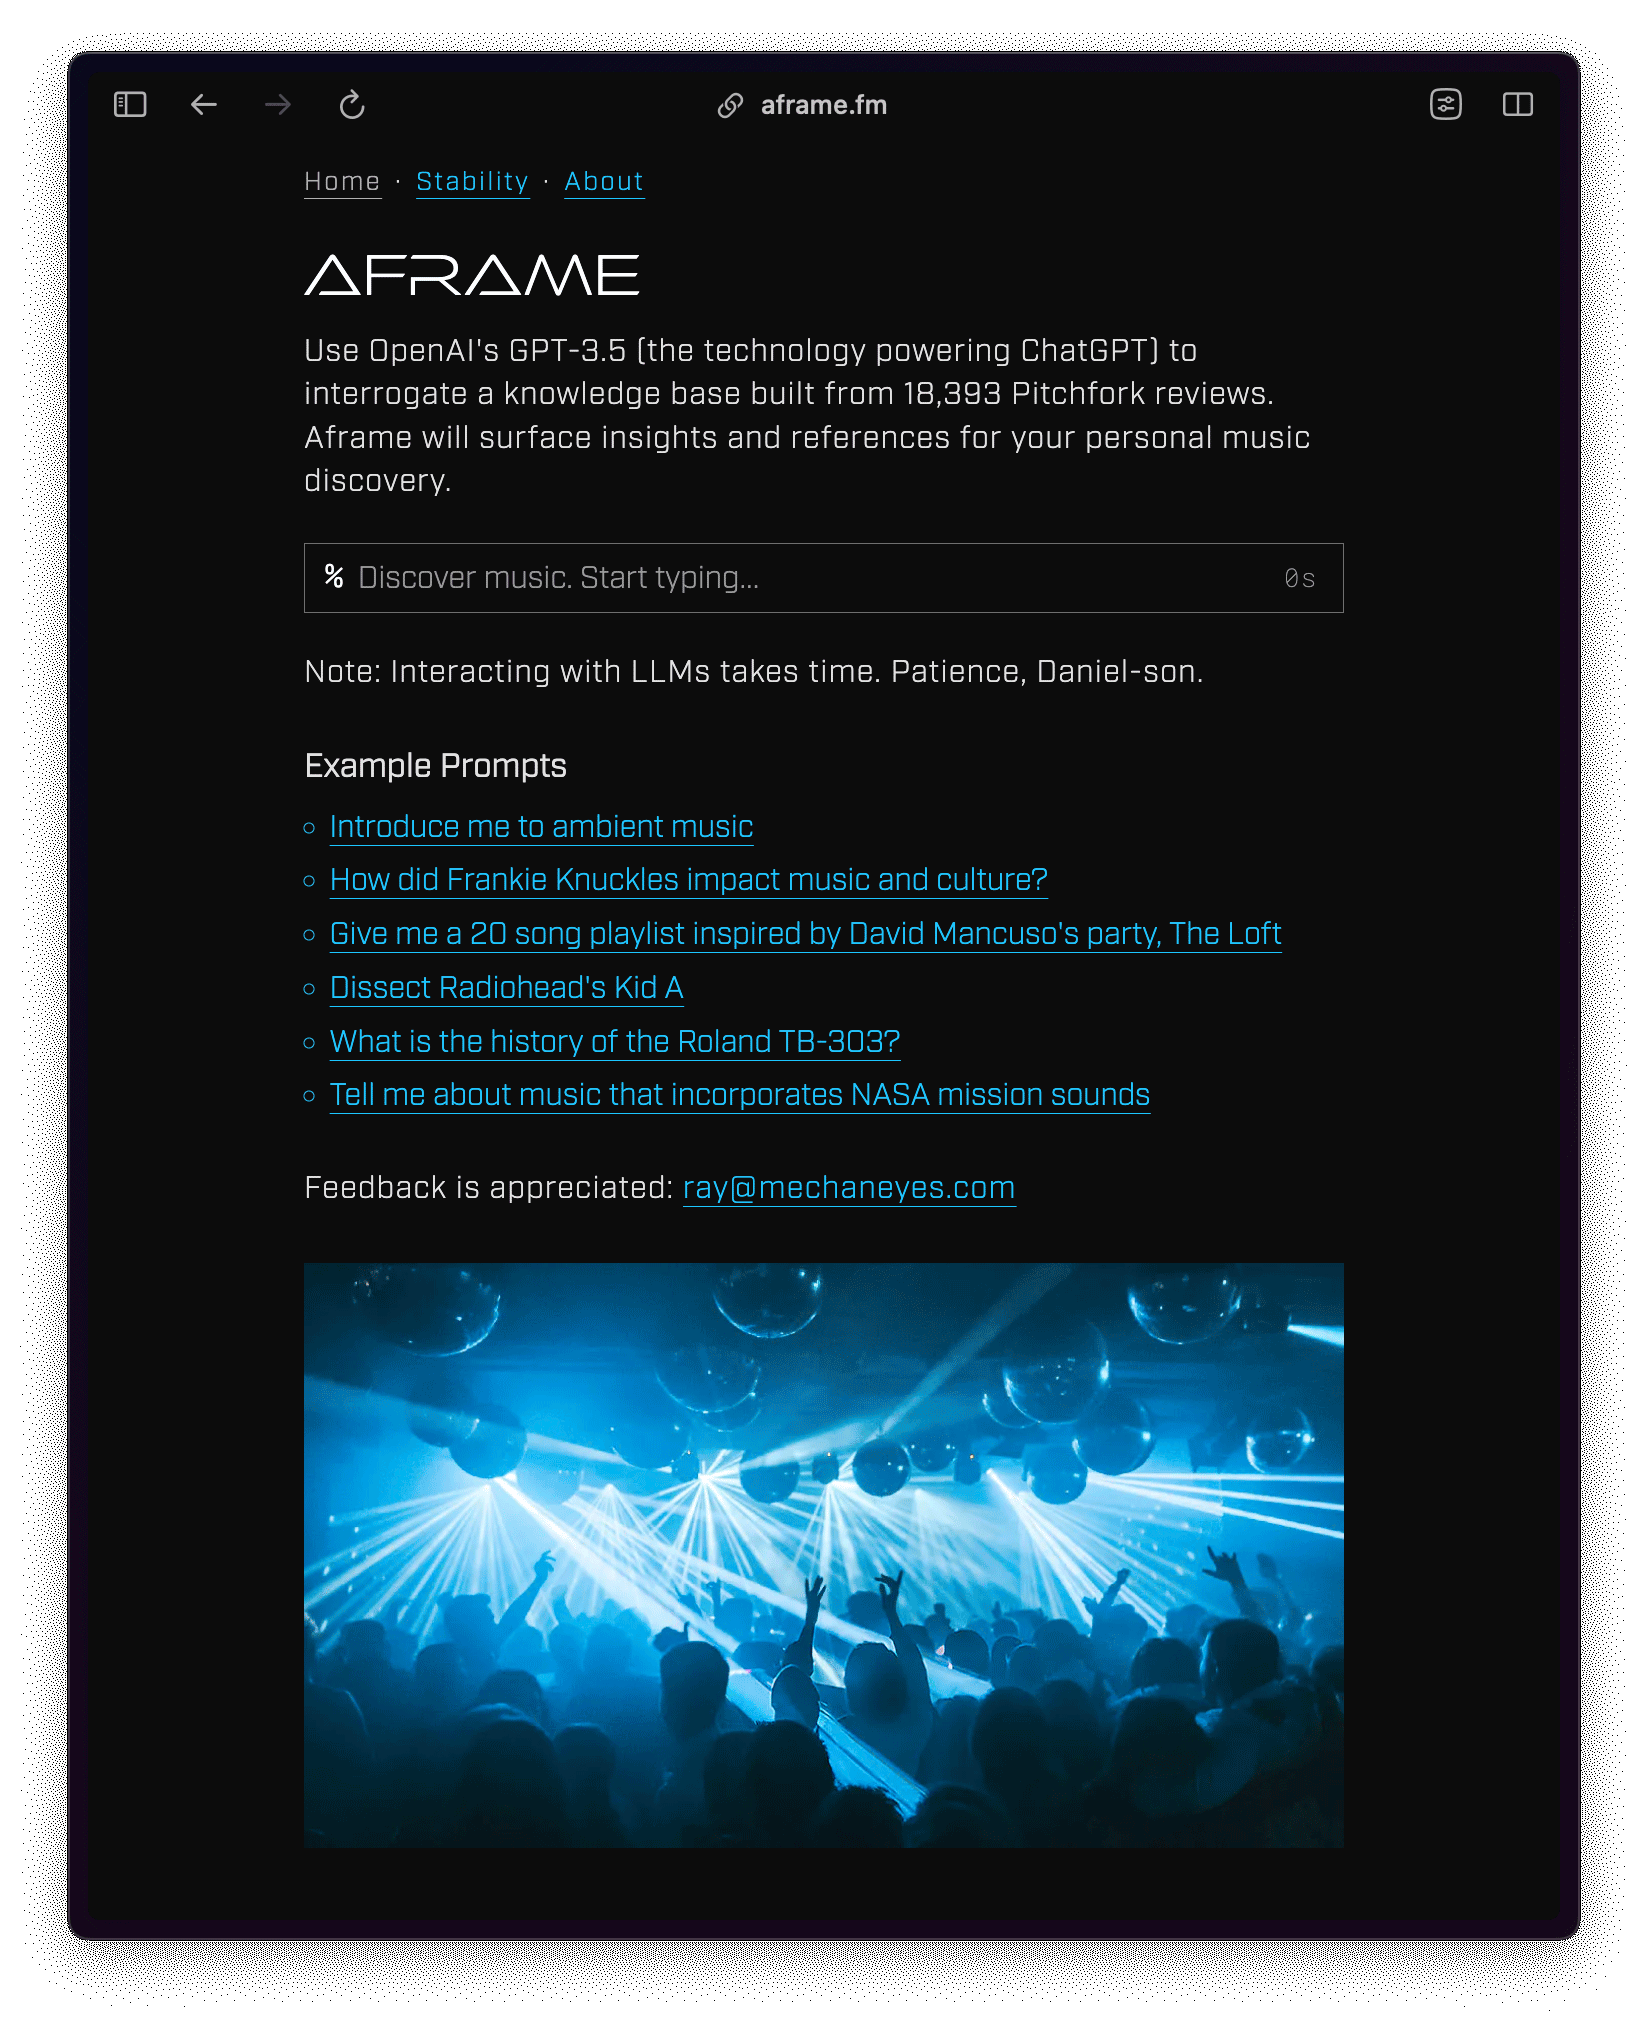 aframe.fm
Home · Stability · About
AFRAME
Use OpenAI's GPT-3.5 (the technology powering ChatGPT) to
interrogate a knowledge base built from 18,393 Pitchfork reviews.
Aframe will surface insights and references for your personal music
discovery.
% Discover music. Start typing... 0s
Note: Interacting with LLMs takes time. Patience, Daniel-son.
Example Prompts
Introduce me to ambient music
How did Frankie Knuckles impact music and culture?
Give me a 20 song playlist inspired by David Mancuso's party, The Loft
Dissect Radiohead's Kid A
What is the history of the Roland TB-303?
Tell me about music that incorporates NASA mission sounds
Feedback is appreciated: ray@mechaneyes.com